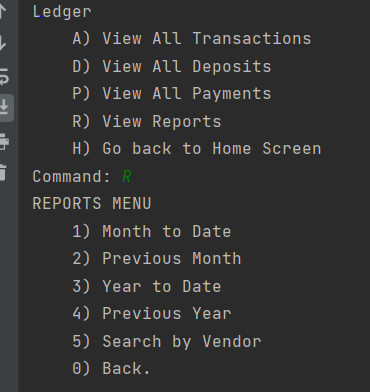 Ledger
A) View All Transactions
D) View All Deposits
P) View All Payments
R) View Reports
H) Go back to Home Screen
Command: R
REPORTS MENU
1) Month to Date
2) Previous Month
3) Year to Date
4) Previous Year
5) Search by Vendor
0) Back.